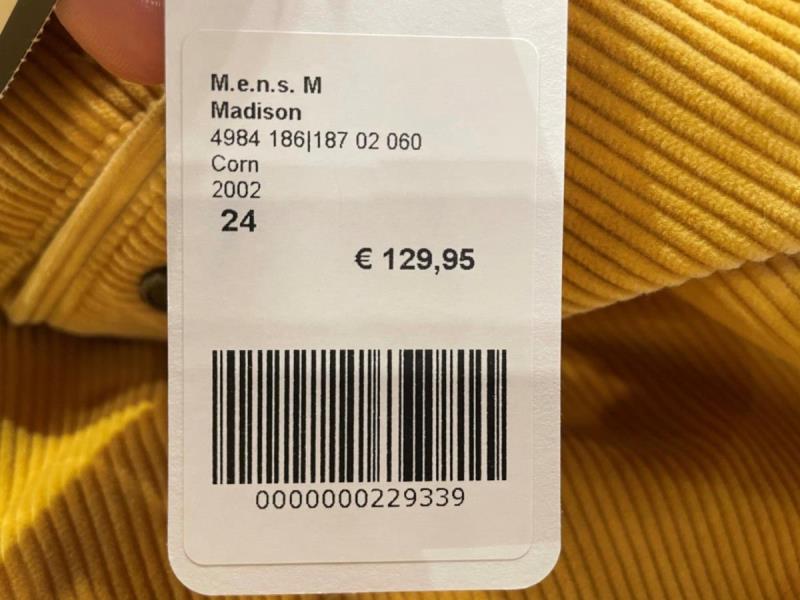 M.e.n.s. M
Madison
4984 186|187 02 060
Corn
2002
24
€ 129,95
0000000229339